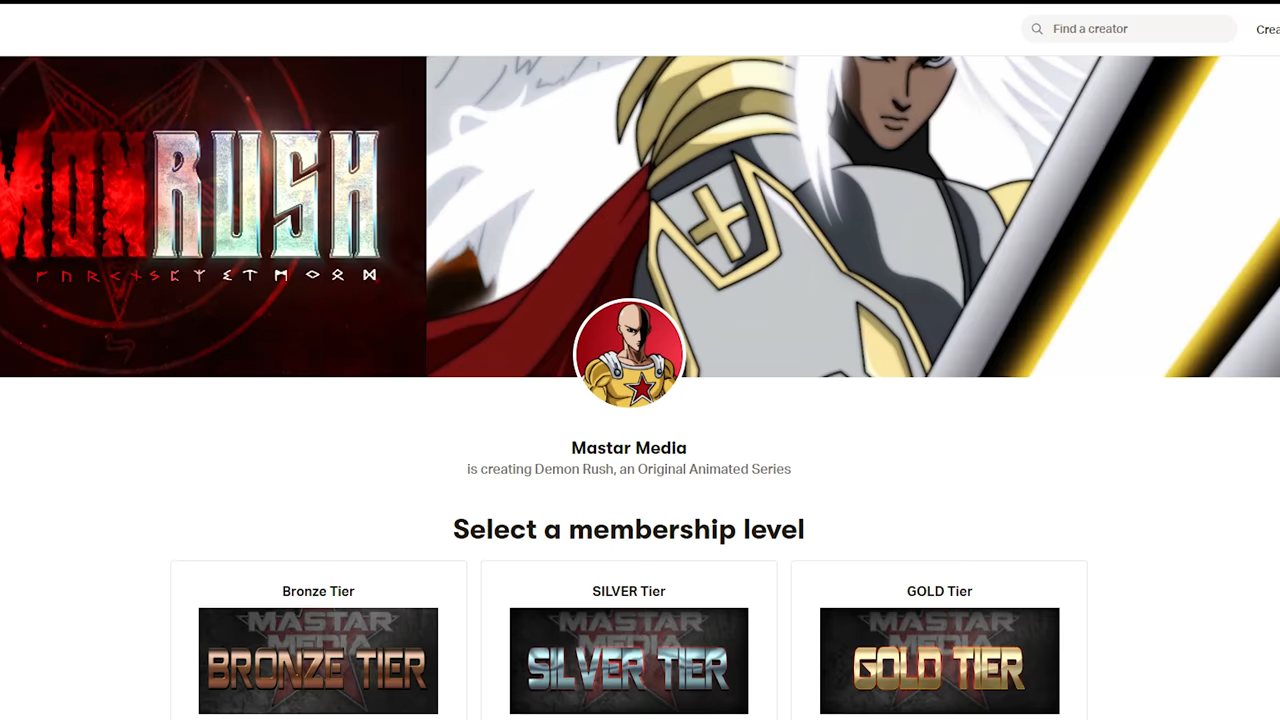 Find a creator
Crea
MON RUSH
Mastar Media
is creating Demon Rush, an Original Animated Series
Select a membership level
Bronze Tier
SILVER Tier
GOLD Tier
MASTAR MEDIA
BRONZE TIER
MASTAR MEDIA
SILVER TIER
MASTAR MEDIA
GOLD TIER